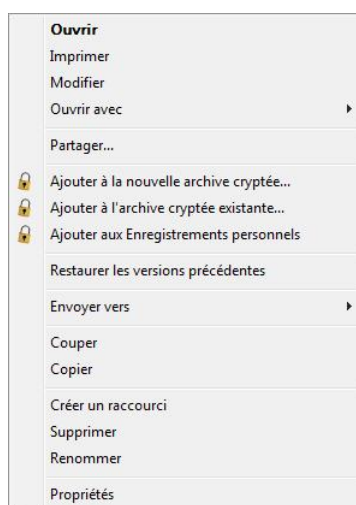 Ouvrir
Imprimer
Modifier
Ouvrir avec
Partager...
Ajouter à la nouvelle archive cryptée...
Ajouter à l'archive cryptée existante...
Ajouter aux Enregistrements personnels
Restaurer les versions précédentes
Envoyer vers
Couper
Copier
Créer un raccourci
Supprimer
Renommer
Propriétés